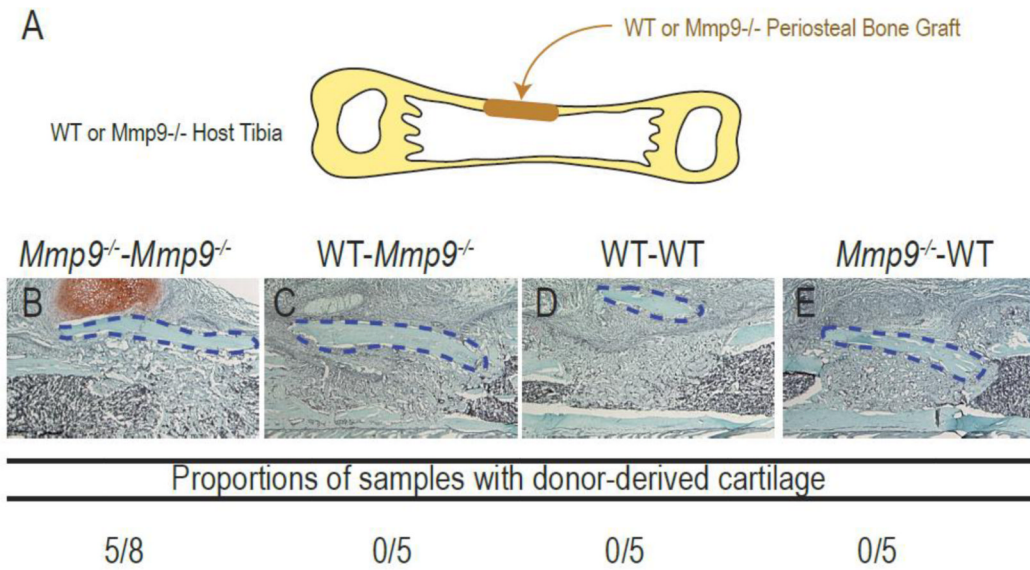 A
WT or Mmp9-/- Periosteal Bone Graft
WT or Mmp9-/- Host Tibia
Mmp9-/--Mmp9-/- WT-Mmp9-/- WT-WT Mmp9-/--WT
B C D E
Proportions of samples with donor-derived cartilage
5/8 0/5 0/5 0/5